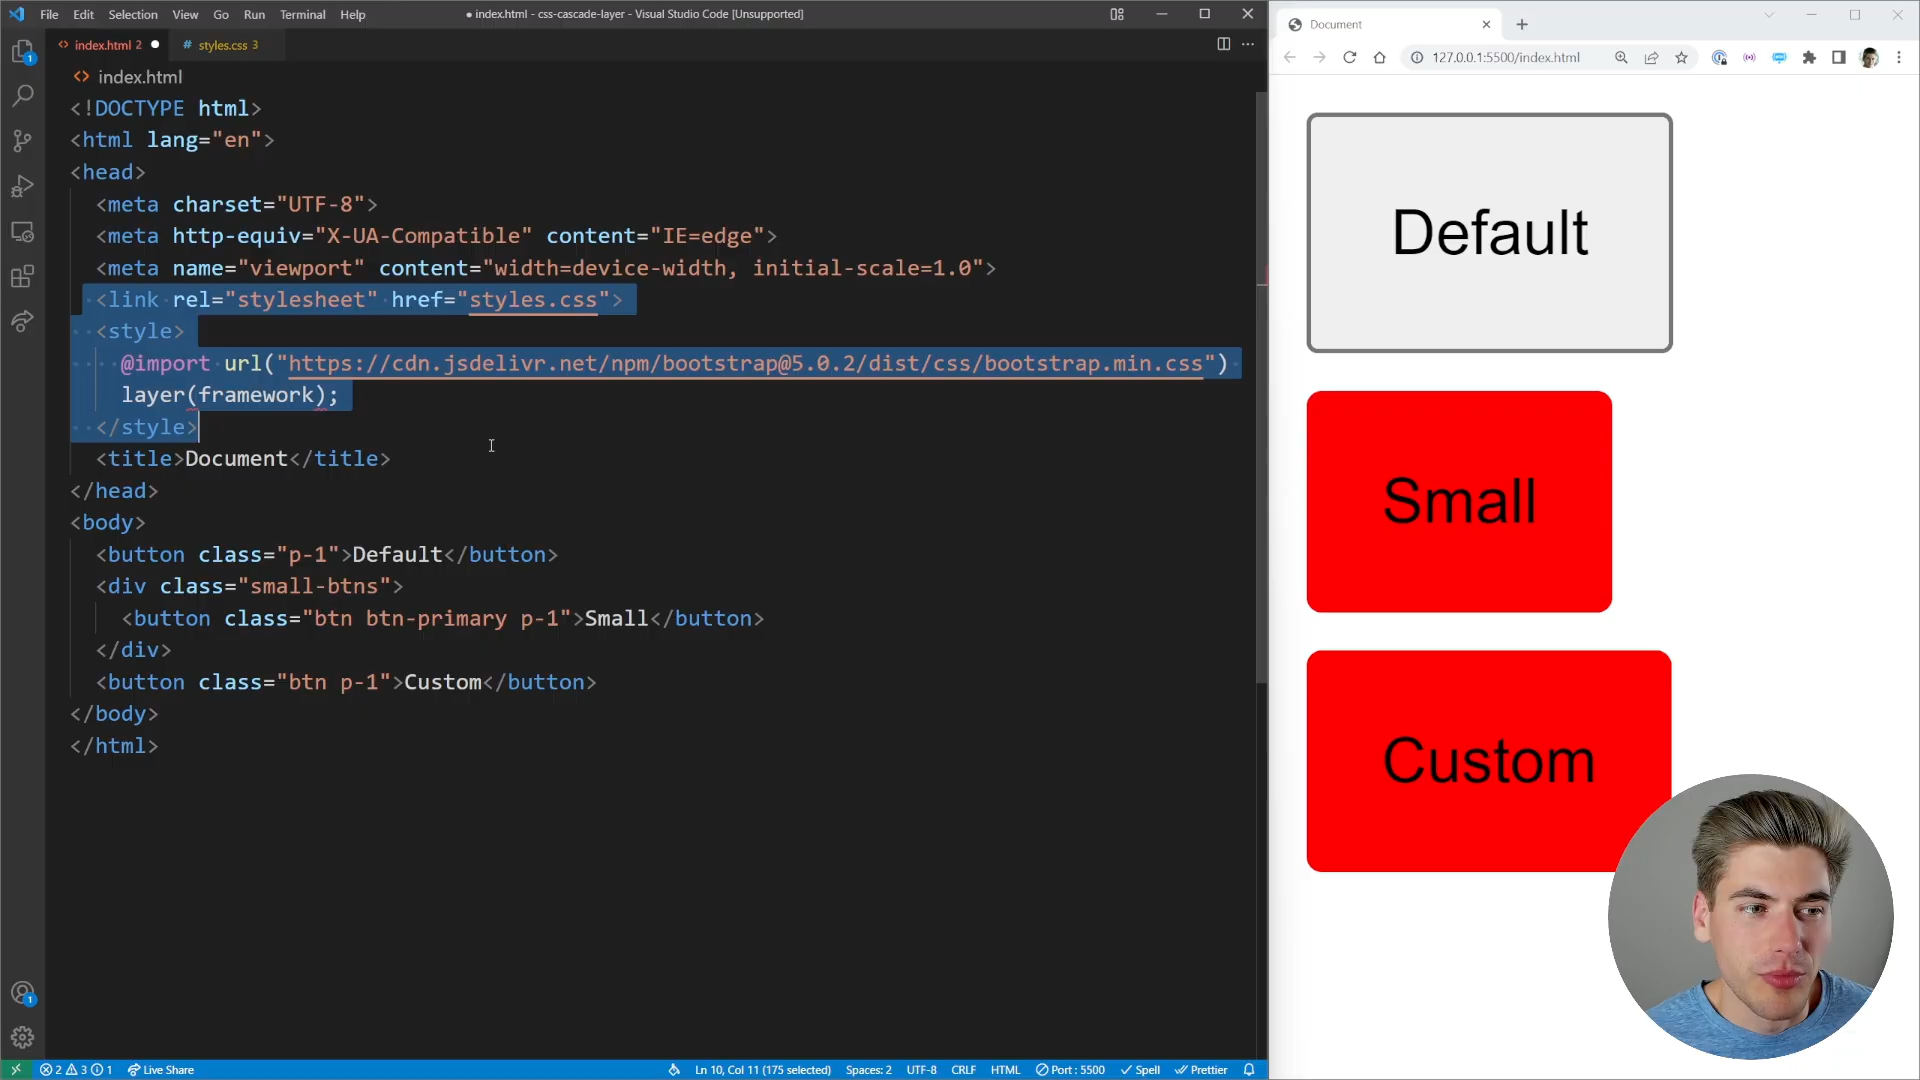 File Edit Selection View Go Run Terminal Help
● index.html - css-cascade-layer - Visual Studio Code [Unsupported]
<> index.html 2 ●
# styles.css 3
<> index.html
<!DOCTYPE html>
<html lang="en">
<head>
<meta charset="UTF-8">
<meta http-equiv="X-UA-Compatible" content="IE=edge">
<meta name="viewport" content="width=device-width, initial-scale=1.0">
<link rel="stylesheet" href="styles.css">
<style>
@import url("https://cdn.jsdelivr.net/npm/bootstrap@5.0.2/dist/css/bootstrap.min.css")
layer(framework);
</style>
<title>Document</title>
</head>
<body>
<button class="p-1">Default</button>
<div class="small-btns">
<button class="btn btn-primary p-1">Small</button>
</div>
<button class="btn p-1">Custom</button>
</body>
</html>
1
1
2 3 1 Live Share
Ln 10, Col 11 (175 selected) Spaces: 2 UTF-8 CRLF HTML Port : 5500 Spell Prettier
Document
127.0.0.1:5500/index.html
Default
Small
Custom